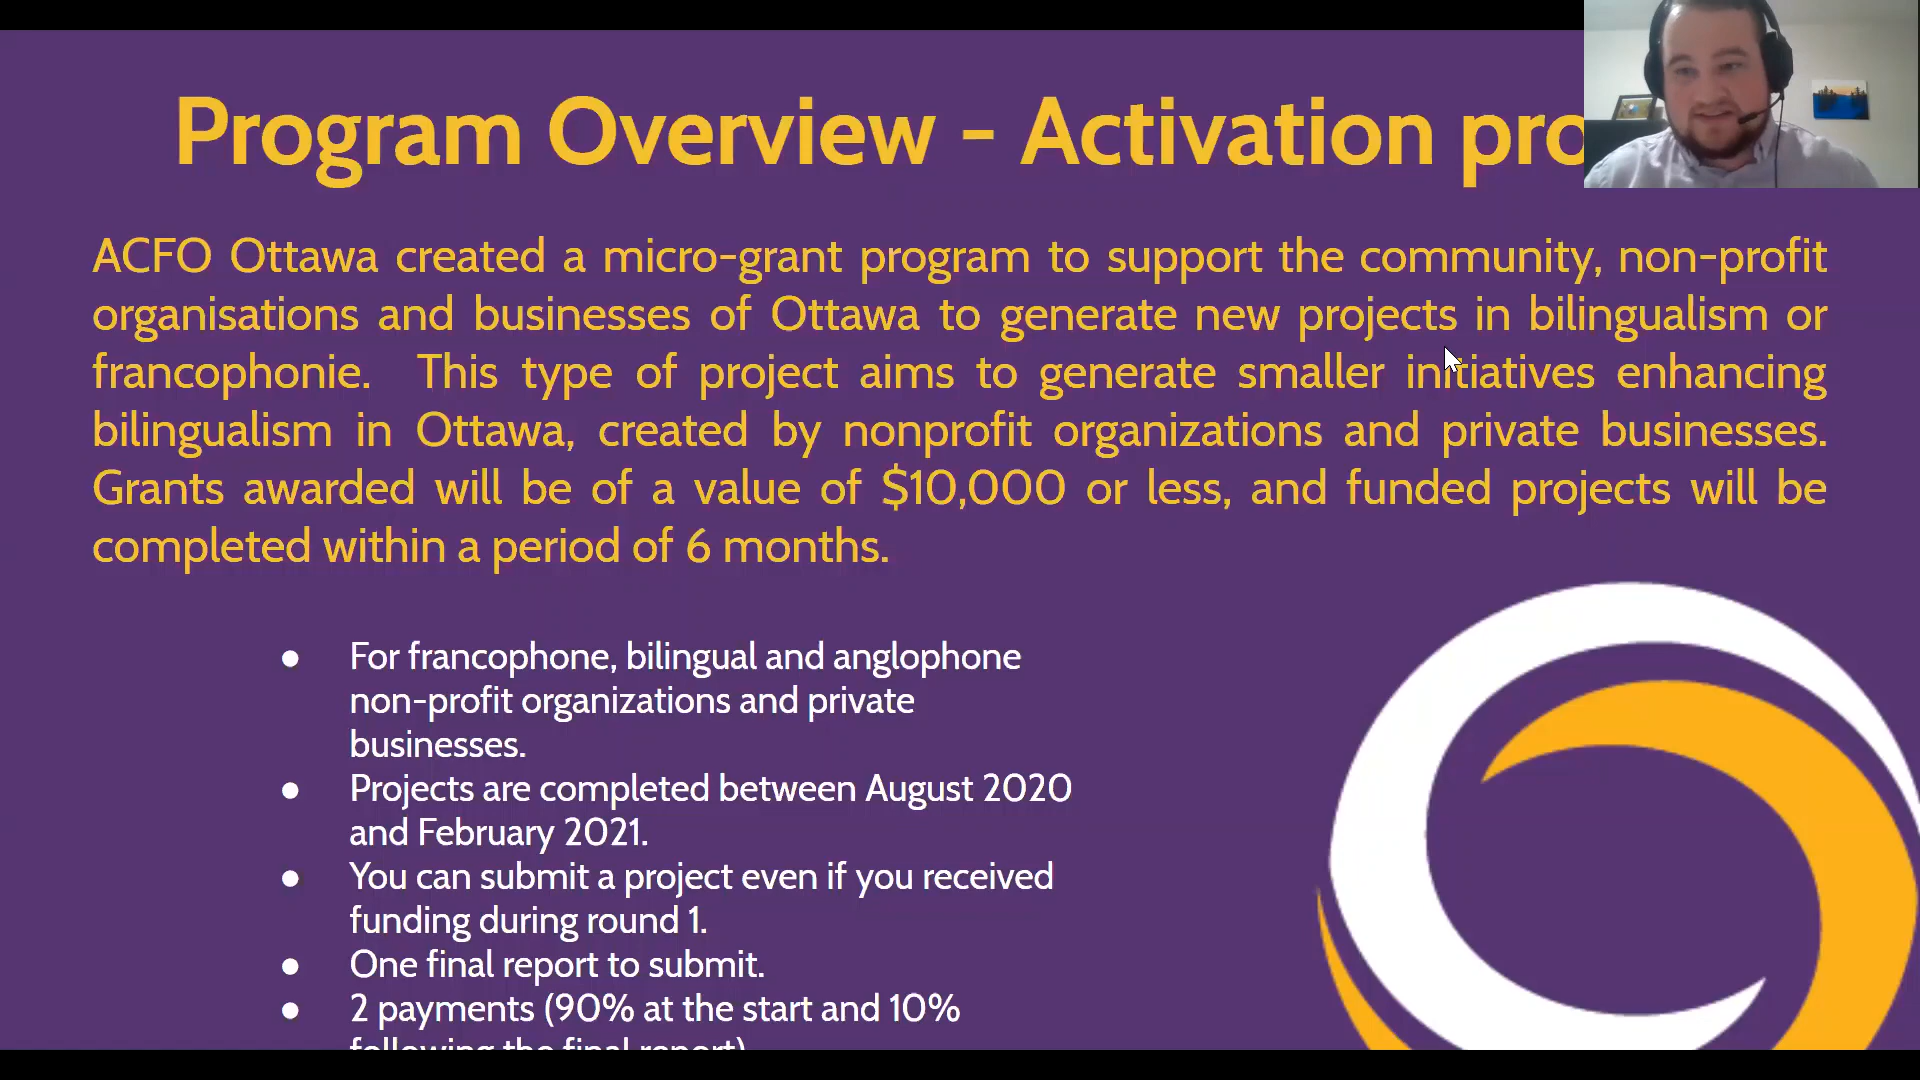 Program Overview - Activation
ACFO Ottawa created a micro-grant program to support the community, non-profit
organisations and businesses of Ottawa to generate new projects in bilingualism or
francophonie. This type of project aims to generate smaller initiatives enhancing
bilingualism in Ottawa, created by nonprofit organizations and private businesses.
Grants awarded will be of a value of $10,000 or less, and funded projects will be
completed within a period of 6 months.
● For francophone, bilingual and anglophone
non-profit organizations and private
businesses.
● Projects are completed between August 2020
and February 2021.
● You can submit a project even if you received
funding during round 1.
● One final report to submit.
● 2 payments (90% at the start and 10%
following the final report)